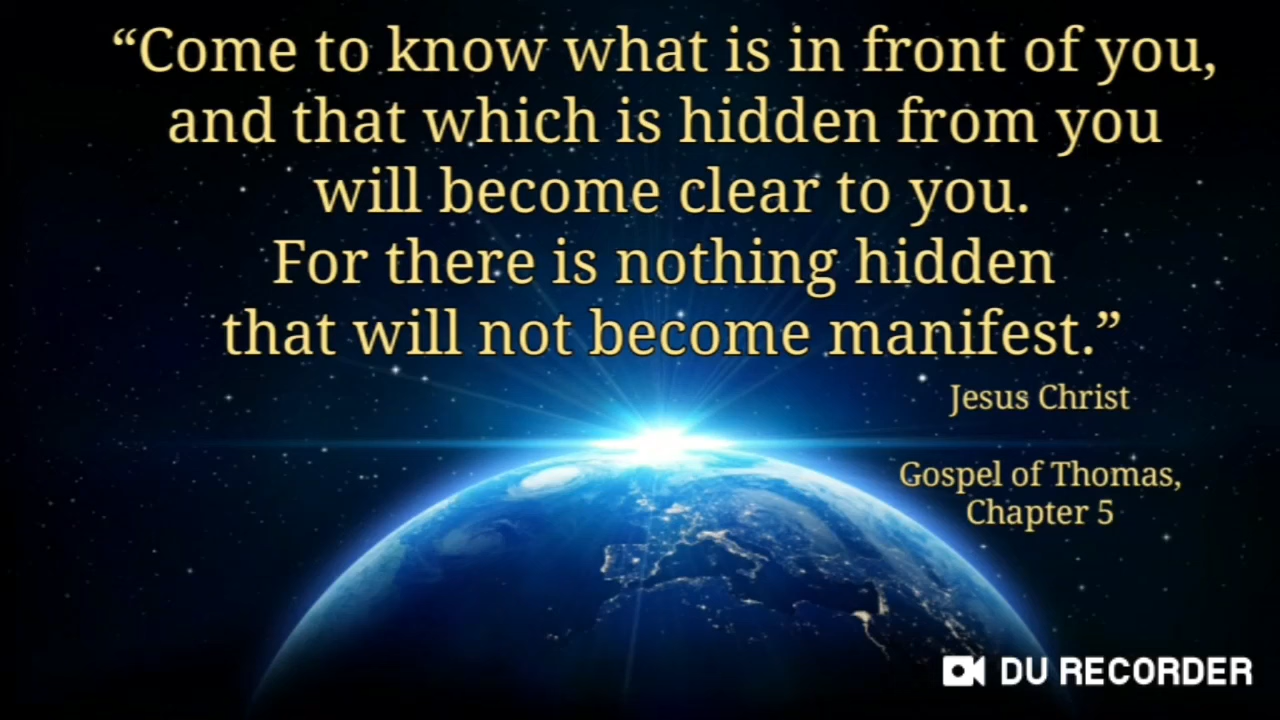 “Come to know what is in front of you,
and that which is hidden from you
will become clear to you.
For there is nothing hidden
that will not become manifest.”
Jesus Christ
Gospel of Thomas,
Chapter 5
DU RECORDER